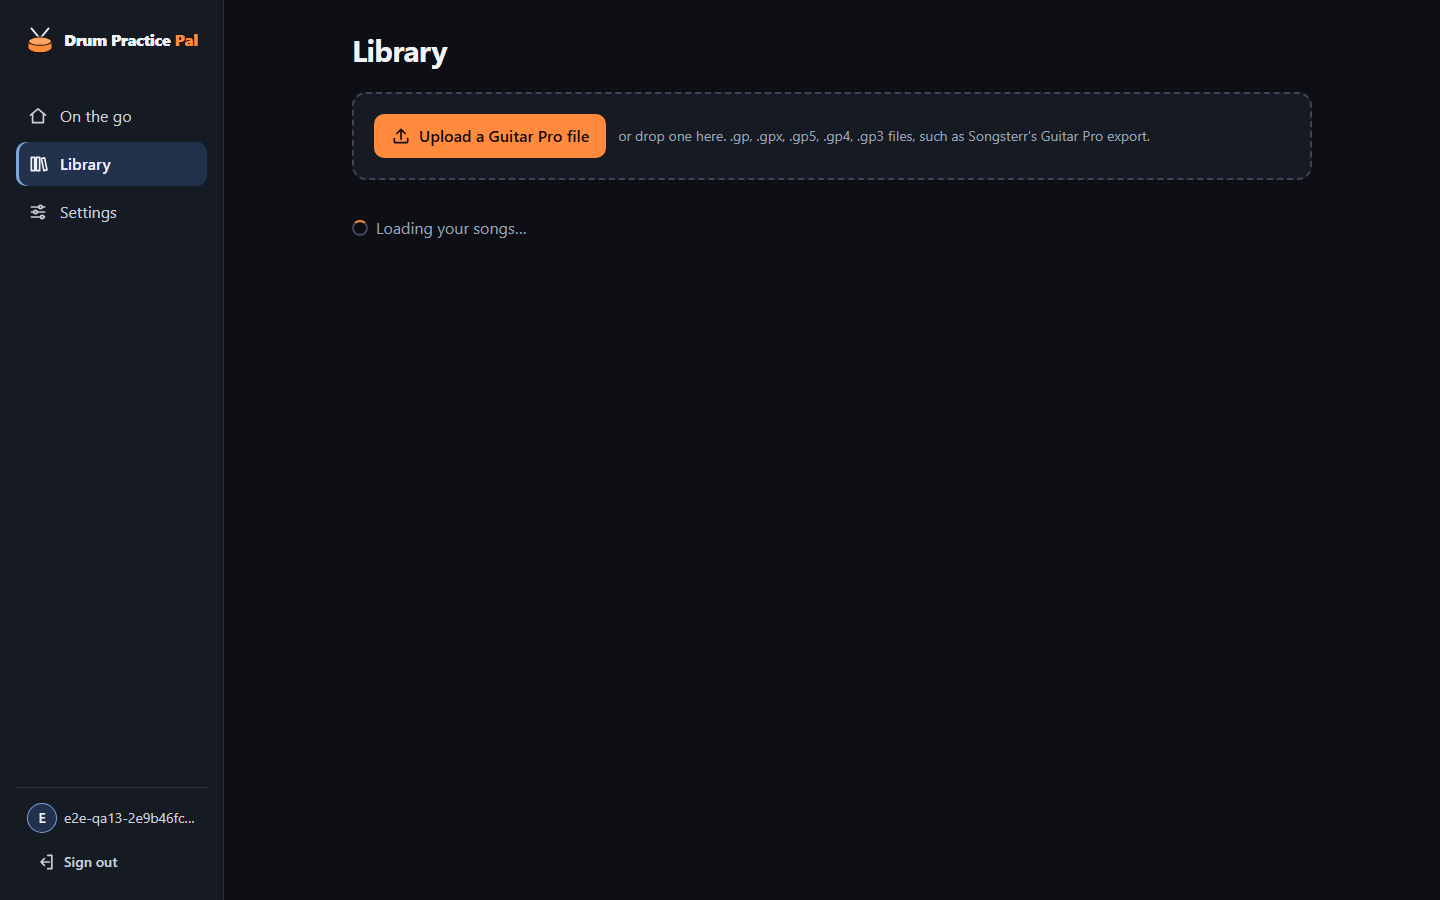 Drum Practice Pal
On the go
Library
Settings
e2e-qa13-2e9b46fc...
Sign out
Library
Upload a Guitar Pro file
or drop one here. .gp, .gpx, .gp5, .gp4, .gp3 files, such as Songsterr's Guitar Pro export.
Loading your songs...
E